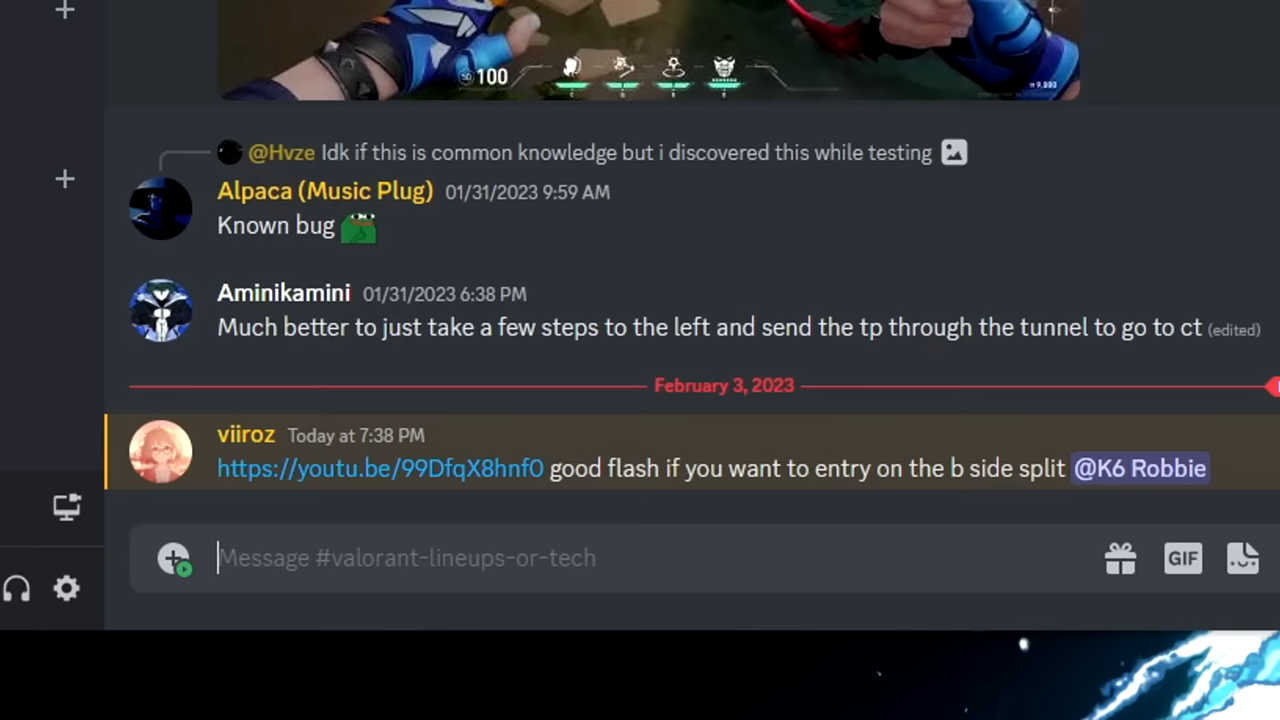 100
@Hvze Idk if this is common knowledge but i discovered this while testing
Alpaca (Music Plug) 01/31/2023 9:59 AM
Known bug
Aminikamini 01/31/2023 6:38 PM
Much better to just take a few steps to the left and send the tp through the tunnel to go to ct (edited)
February 3, 2023
viiroz Today at 7:38 PM
https://youtu.be/99DfqX8hnf0 good flash if you want to entry on the b side split @K6 Robbie
Message #valorant-lineups-or-tech
GIF